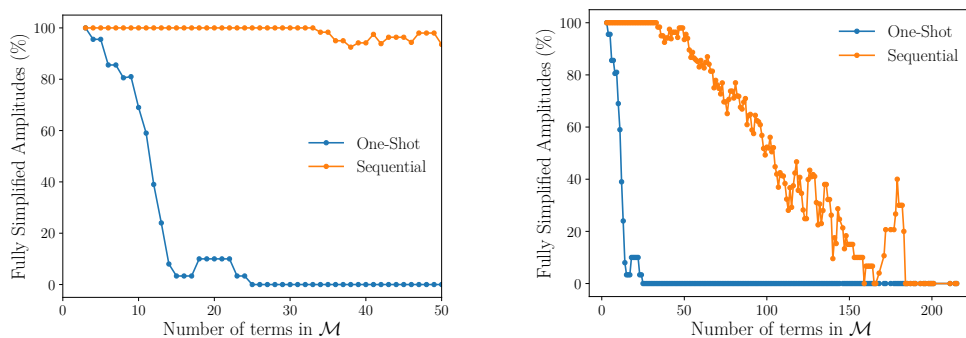 Fully Simplified Amplitudes (%)
100
80
60
40
20
0
One-Shot
Sequential
0
10
20
30
40
50
Number of terms in ℳ
Fully Simplified Amplitudes (%)
100
80
60
40
20
0
One-Shot
Sequential
0
50
100
150
200
Number of terms in ℳ